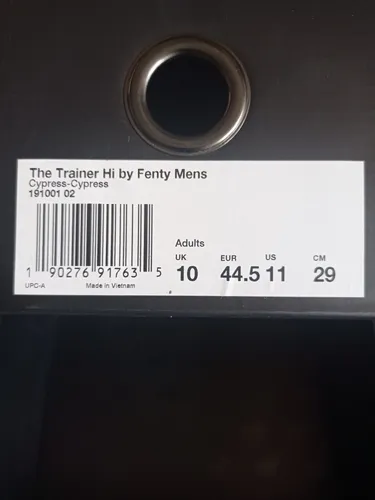 The Trainer Hi by Fenty Mens
Cypress-Cypress
191001 02
Adults
UK EUR US CM
10 44.5 11 29
1 90276 91763 5
UPC-A Made in Vietnam